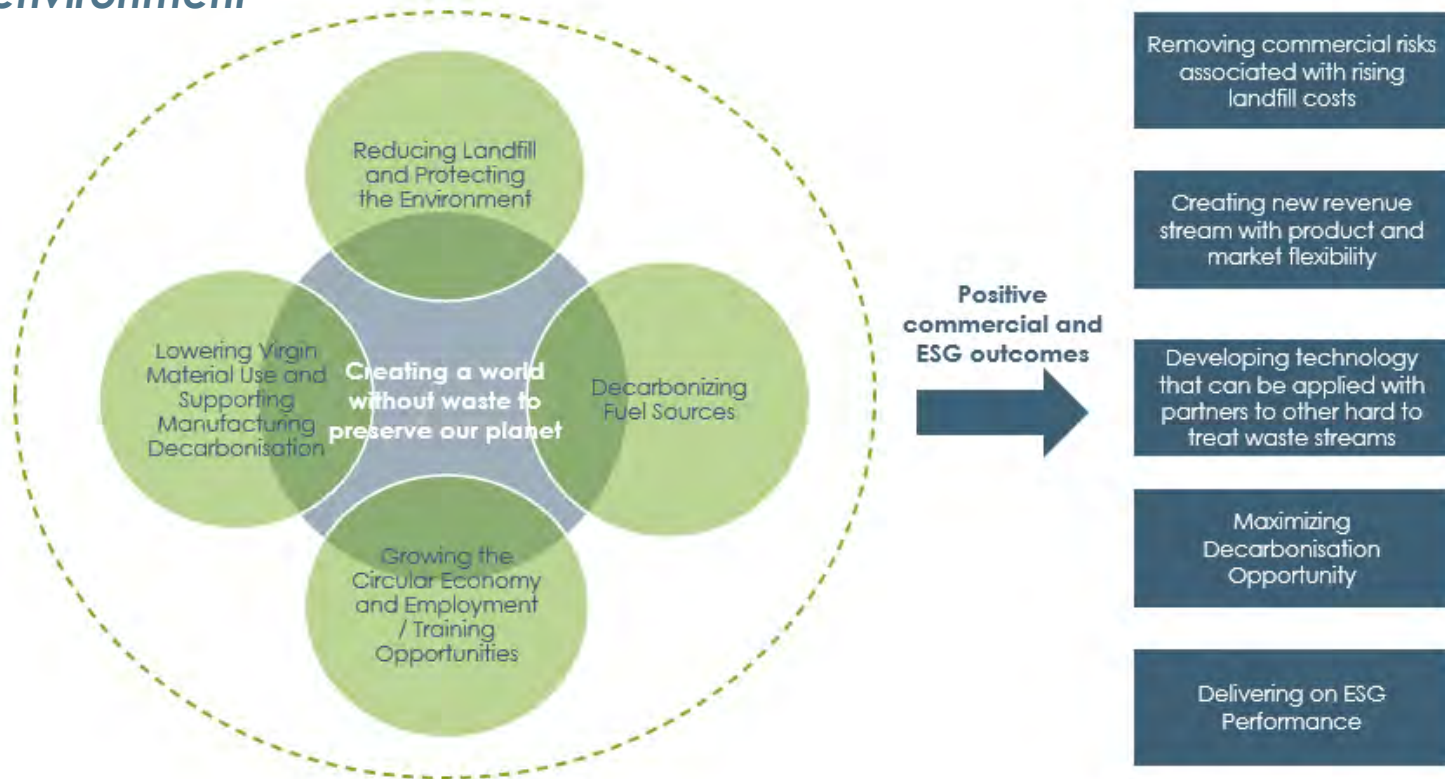 environment
Reducing Landfill
and Protecting
the Environment
Lowering Virgin
Material Use and
Supporting
Manufacturing
Decarbonisation
Creating a world
without waste to
preserve our planet
Decarbonizing
Fuel Sources
Growing the
Circular Economy
and Employment
/ Training
Opportunities
Positive
commercial and
ESG outcomes
Removing commercial risks
associated with rising
landfill costs
Creating new revenue
stream with product and
market flexibility
Developing technology
that can be applied with
partners to other hard to
treat waste streams
Maximizing
Decarbonisation
Opportunity
Delivering on ESG
Performance